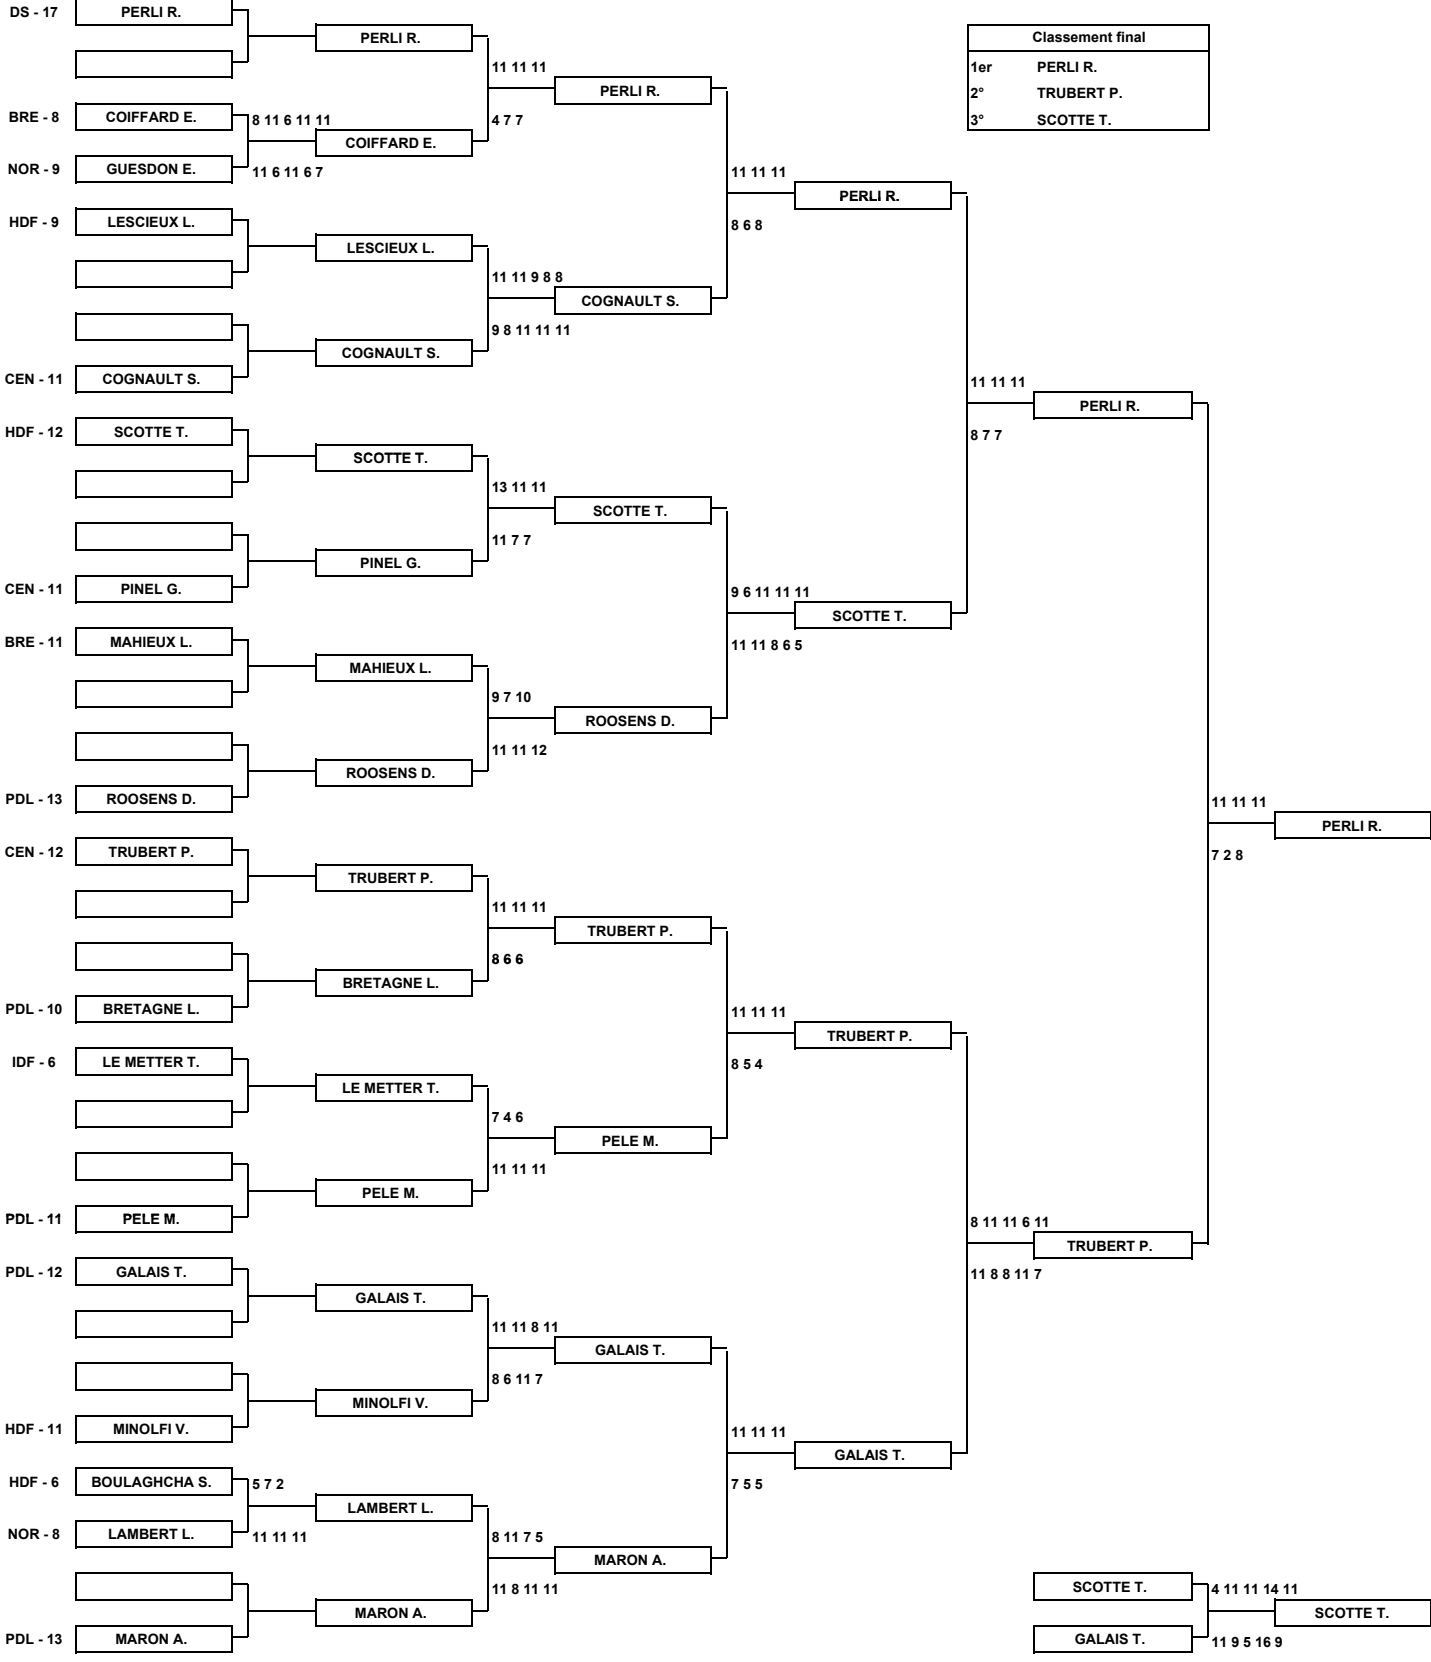 DS - 17
PERLI R.
PERLI R.
Classement final
1er PERLI R.
2° TRUBERT P.
3° SCOTTE T.
11 11 11
PERLI R.
4 7 7
BRE - 8
COIFFARD E.
8 11 6 11 11
COIFFARD E.
NOR - 9
GUESDON E.
11 6 11 6 7
11 11 11
PERLI R.
8 6 8
HDF - 9
LESCIEUX L.
LESCIEUX L.
11 11 9 8 8
COGNAULT S.
9 8 11 11 11
COGNAULT S.
CEN - 11
COGNAULT S.
11 11 11
PERLI R.
8 7 7
HDF - 12
SCOTTE T.
SCOTTE T.
13 11 11
SCOTTE T.
11 7 7
PINEL G.
CEN - 11
PINEL G.
9 6 11 11 11
SCOTTE T.
11 11 8 6 5
BRE - 11
MAHIEUX L.
MAHIEUX L.
9 7 10
ROOSENS D.
11 11 12
ROOSENS D.
PDL - 13
ROOSENS D.
11 11 11
PERLI R.
7 2 8
CEN - 12
TRUBERT P.
TRUBERT P.
11 11 11
TRUBERT P.
8 6 6
BRETAGNE L.
PDL - 10
BRETAGNE L.
11 11 11
TRUBERT P.
8 5 4
IDF - 6
LE METTER T.
LE METTER T.
7 4 6
PELE M.
11 11 11
PELE M.
PDL - 11
PELE M.
8 11 11 6 11
TRUBERT P.
11 8 8 11 7
PDL - 12
GALAIS T.
GALAIS T.
11 11 8 11
GALAIS T.
8 6 11 7
MINOLFI V.
HDF - 11
MINOLFI V.
11 11 11
GALAIS T.
7 5 5
HDF - 6
BOULAGHCHA S.
5 7 2
LAMBERT L.
NOR - 8
LAMBERT L.
11 11 11
8 11 7 5
MARON A.
11 8 11 11
MARON A.
PDL - 13
MARON A.
SCOTTE T.
4 11 11 14 11
SCOTTE T.
GALAIS T.
11 9 5 16 9